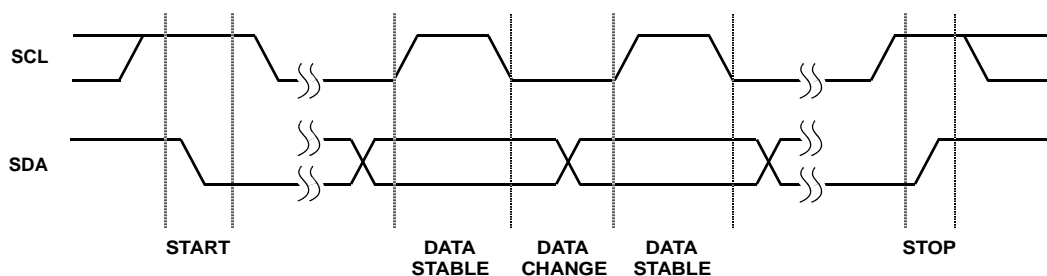 SCL
SDA
START
DATA
STABLE
DATA
CHANGE
DATA
STABLE
STOP